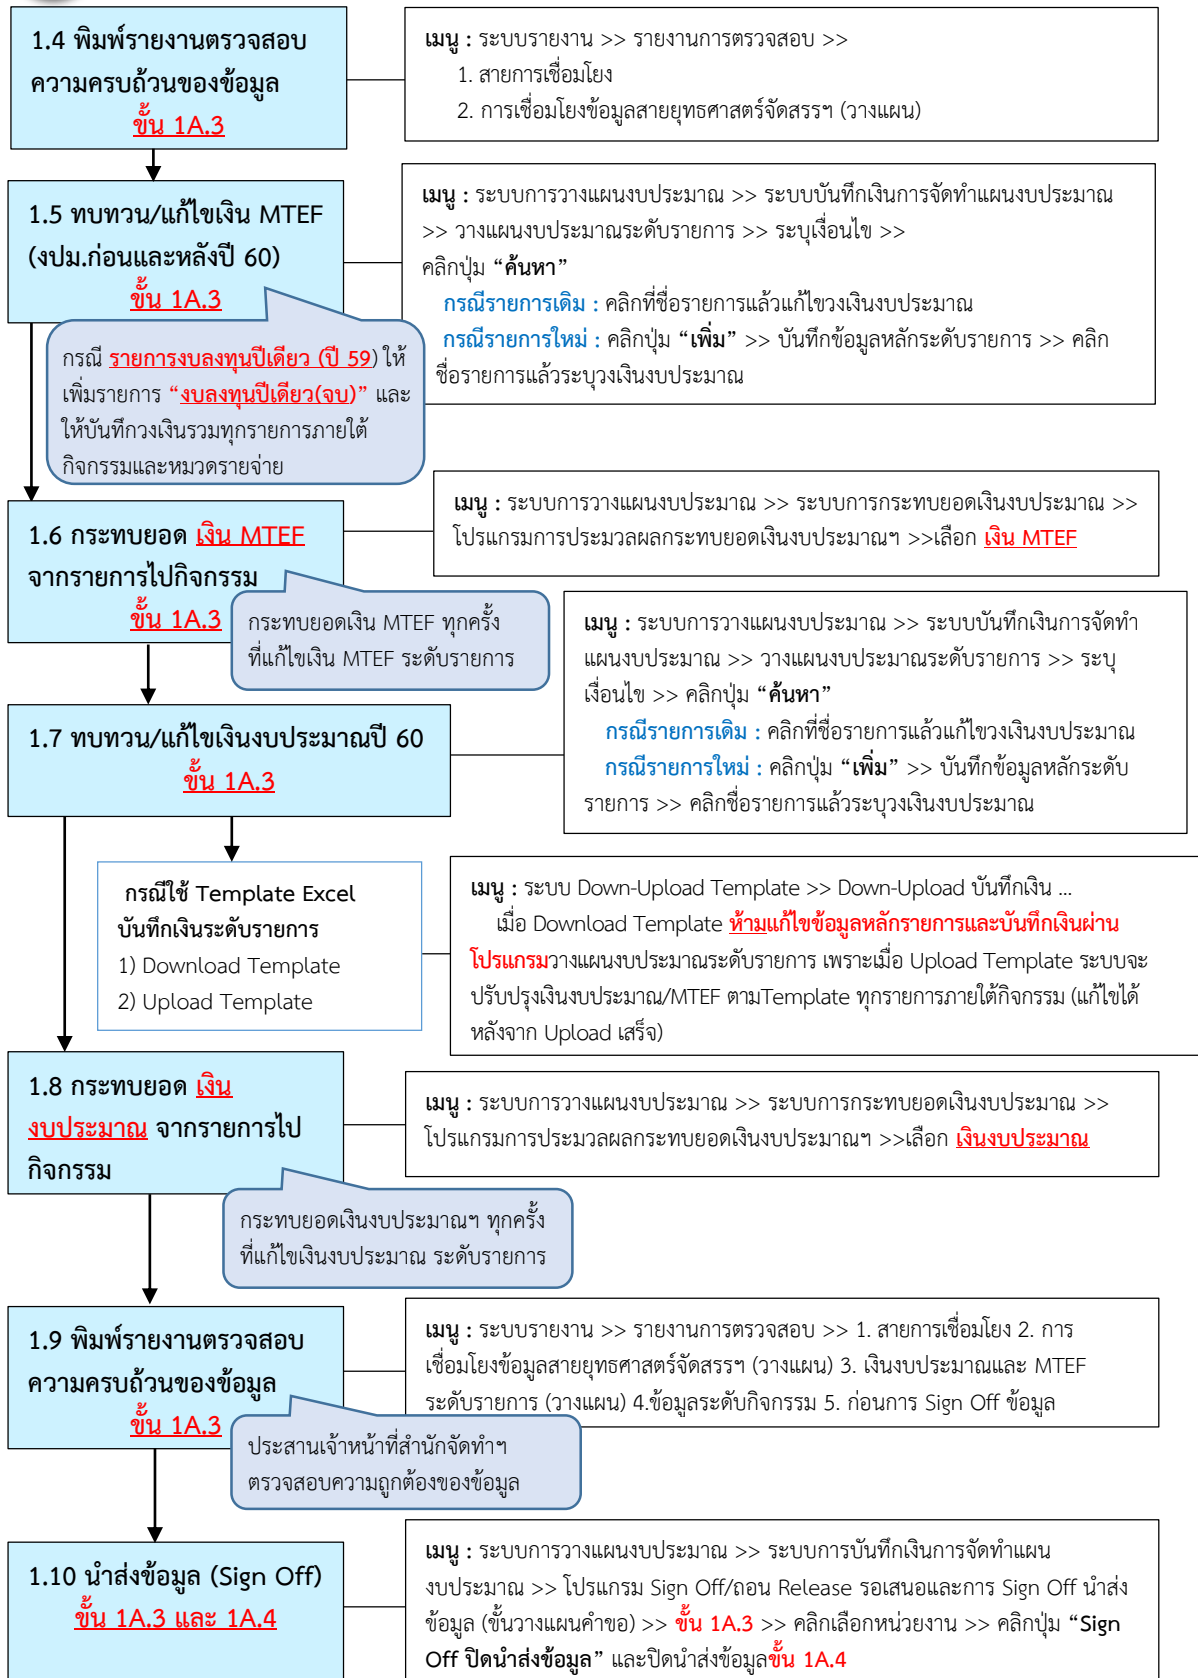 1.4 พิมพ์รายงานตรวจสอบ
ความครบถ้วนของข้อมูล
ขั้น 1A.3
เมนู : ระบบรายงาน >> รายงานการตรวจสอบ >>
1. สายการเชื่อมโยง
2. การเชื่อมโยงข้อมูลสายยุทธศาสตร์จัดสรรฯ (วางแผน)
1.5 ทบทวน/แก้ไขเงิน MTEF
(งปม.ก่อนและหลังปี 60)
ขั้น 1A.3
เมนู : ระบบการวางแผนงบประมาณ >> ระบบบันทึกเงินการจัดทำแผนงบประมาณ
>> วางแผนงบประมาณระดับรายการ >> ระบุเงื่อนไข >>
คลิกปุ่ม “ค้นหา”
กรณีรายการเดิม : คลิกที่ชื่อรายการแล้วแก้ไขวงเงินงบประมาณ
กรณีรายการใหม่ : คลิกปุ่ม “เพิ่ม” >> บันทึกข้อมูลหลักระดับรายการ >> คลิก
ชื่อรายการแล้วระบุวงเงินงบประมาณ
กรณี รายการงบลงทุนปีเดียว (ปี 59) ให้
เพิ่มรายการ “งบลงทุนปีเดียว(จบ)” และ
ให้บันทึกวงเงินรวมทุกรายการภายใต้
กิจกรรมและหมวดรายจ่าย
1.6 กระทบยอด เงิน MTEF
จากรายการไปกิจกรรม
ขั้น 1A.3
เมนู : ระบบการวางแผนงบประมาณ >> ระบบการกระทบยอดเงินงบประมาณ >>
โปรแกรมการประมวลผลกระทบยอดเงินงบประมาณฯ >>เลือก เงิน MTEF
กระทบยอดเงิน MTEF ทุกครั้ง
ที่แก้ไขเงิน MTEF ระดับรายการ
1.7 ทบทวน/แก้ไขเงินงบประมาณปี 60
ขั้น 1A.3
เมนู : ระบบการวางแผนงบประมาณ >> ระบบบันทึกเงินการจัดทำ
แผนงบประมาณ >> วางแผนงบประมาณระดับรายการ >> ระบุ
เงื่อนไข >> คลิกปุ่ม “ค้นหา”
กรณีรายการเดิม : คลิกที่ชื่อรายการแล้วแก้ไขวงเงินงบประมาณ
กรณีรายการใหม่ : คลิกปุ่ม “เพิ่ม” >> บันทึกข้อมูลหลักระดับ
รายการ >> คลิกชื่อรายการแล้วระบุวงเงินงบประมาณ
กรณีใช้ Template Excel
บันทึกเงินระดับรายการ
1) Download Template
2) Upload Template
เมนู : ระบบ Down-Upload Template >> Down-Upload บันทึกเงิน ...
เมื่อ Download Template ห้ามแก้ไขข้อมูลหลักรายการและบันทึกเงินผ่าน
โปรแกรมวางแผนงบประมาณระดับรายการ เพราะเมื่อ Upload Template ระบบจะ
ปรับปรุงเงินงบประมาณ/MTEF ตามTemplate ทุกรายการภายใต้กิจกรรม (แก้ไขได้
หลังจาก Upload เสร็จ)
1.8 กระทบยอด เงิน
งบประมาณ จากรายการไป
กิจกรรม
เมนู : ระบบการวางแผนงบประมาณ >> ระบบการกระทบยอดเงินงบประมาณ >>
โปรแกรมการประมวลผลกระทบยอดเงินงบประมาณฯ >>เลือก เงินงบประมาณ
กระทบยอดเงินงบประมาณฯ ทุกครั้ง
ที่แก้ไขเงินงบประมาณ ระดับรายการ
1.9 พิมพ์รายงานตรวจสอบ
ความครบถ้วนของข้อมูล
ขั้น 1A.3
เมนู : ระบบรายงาน >> รายงานการตรวจสอบ >> 1. สายการเชื่อมโยง 2. การ
เชื่อมโยงข้อมูลสายยุทธศาสตร์จัดสรรฯ (วางแผน) 3. เงินงบประมาณและ MTEF
ระดับรายการ (วางแผน) 4.ข้อมูลระดับกิจกรรม 5. ก่อนการ Sign Off ข้อมูล
ประสานเจ้าหน้าที่สำนักจัดทำฯ
ตรวจสอบความถูกต้องของข้อมูล
1.10 นำส่งข้อมูล (Sign Off)
ขั้น 1A.3 และ 1A.4
เมนู : ระบบการวางแผนงบประมาณ >> ระบบการบันทึกเงินการจัดทำแผน
งบประมาณ >> โปรแกรม Sign Off/ถอน Release รอเสนอและการ Sign Off นำส่ง
ข้อมูล (ขั้นวางแผนคำขอ) >> ขั้น 1A.3 >> คลิกเลือกหน่วยงาน >> คลิกปุ่ม “Sign
Off ปิดนำส่งข้อมูล” และปิดนำส่งข้อมูลขั้น 1A.4